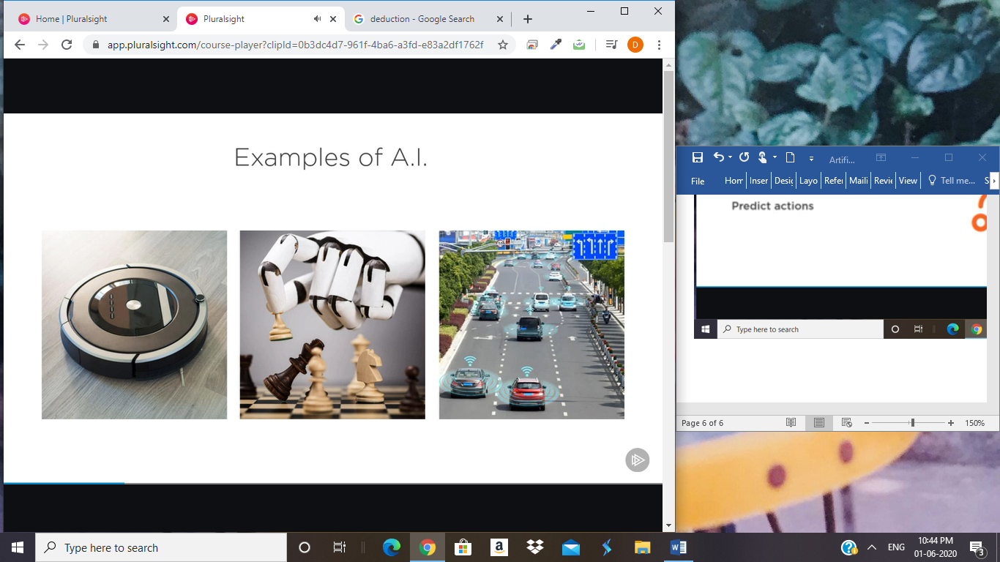 Home | Pluralsight
Pluralsight
deduction - Google Search
app.pluralsight.com/course-player?clipId=0b3dc4d7-961f-4ba6-a3fd-e83a2df1762f
D
Examples of A.I.
Artifi...
File Hom Inser Desig Layo Refer Maili Revie View Tell me... S
Predict actions
Type here to search
Page 6 of 6
150%
Type here to search
ENG
10:44 PM
01-06-2020
3